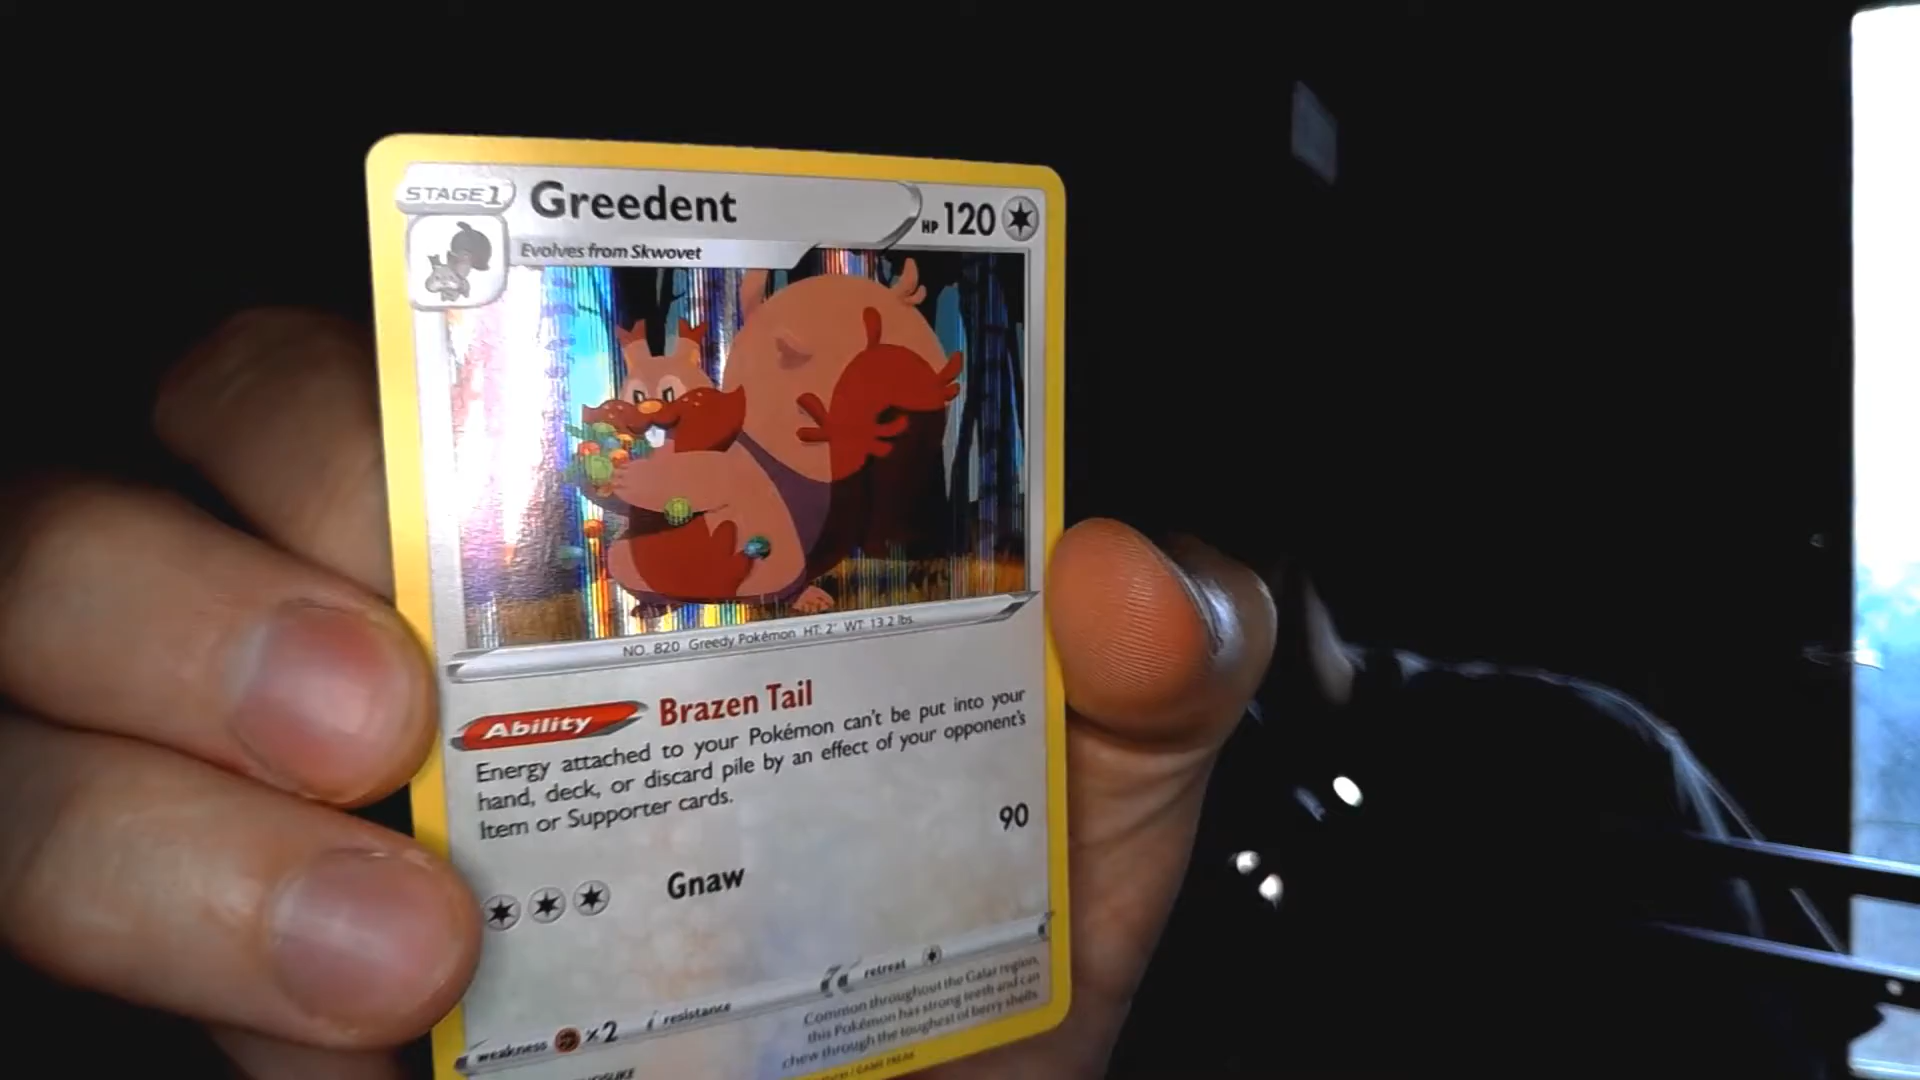 STAGE 1
Greedent
HP 120
Evolves from Skwovet
NO. 820 Greedy Pokémon HT: 2' WT: 13.2 lbs.
Ability Brazen Tail
Energy attached to your Pokémon can't be put into your
hand, deck, or discard pile by an effect of your opponent's
Item or Supporter cards.
Gnaw 90
weakness ×2 resistance retreat
Common throughout the Galar region,
this Pokémon has strong teeth and can
chew through the toughest of berry shells.